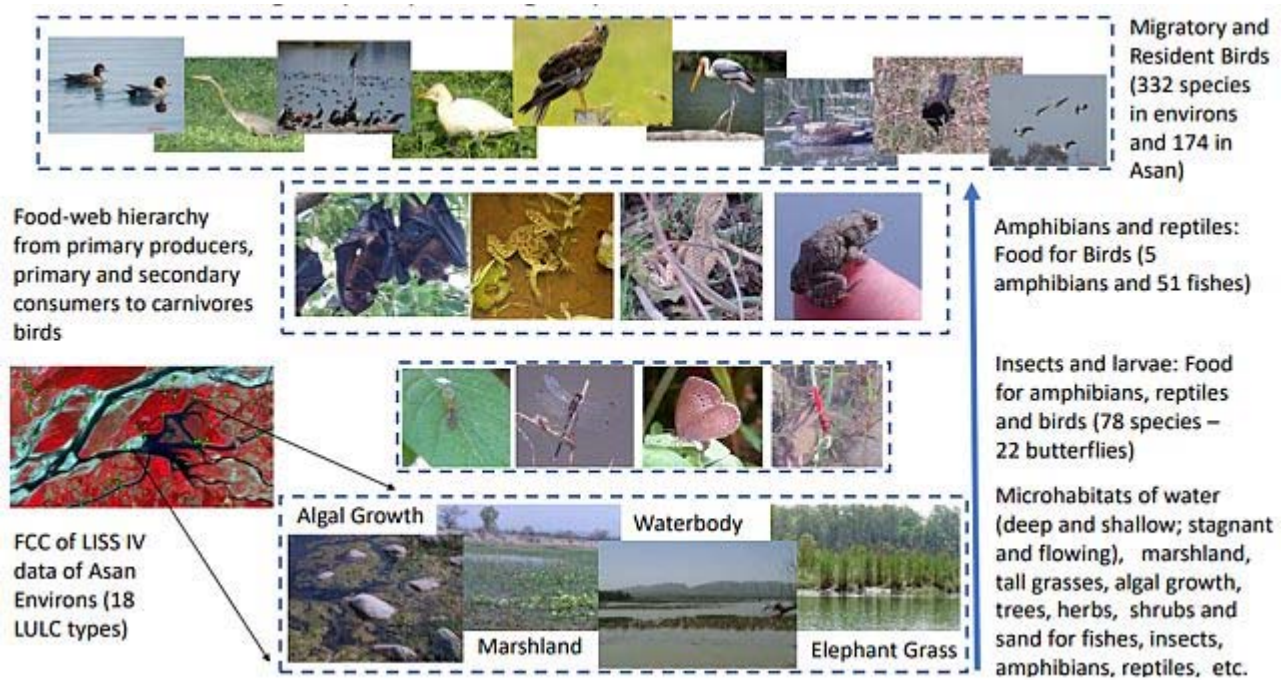 Migratory and
Resident Birds
(332 species
in environs
and 174 in
Asan)
Food-web hierarchy
from primary producers,
primary and secondary
consumers to carnivores
birds
Amphibians and reptiles:
Food for Birds (5
amphibians and 51 fishes)
Insects and larvae: Food
for amphibians, reptiles
and birds (78 species –
22 butterflies)
FCC of LISS IV
data of Asan
Environs (18
LULC types)
Algal Growth
Waterbody
Marshland
Elephant Grass
Microhabitats of water
(deep and shallow; stagnant
and flowing), marshland,
tall grasses, algal growth,
trees, herbs, shrubs and
sand for fishes, insects,
amphibians, reptiles, etc.